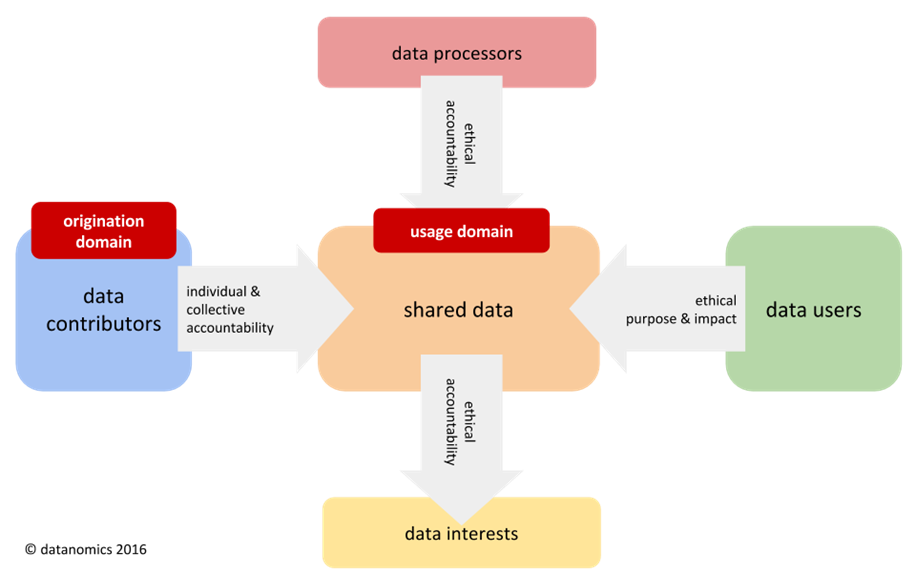 data processors
ethical
accountability
origination
domain
usage domain
data
contributors
individual &
collective
accountability
shared data
ethical
purpose & impact
data users
ethical
accountability
data interests
© datanomics 2016